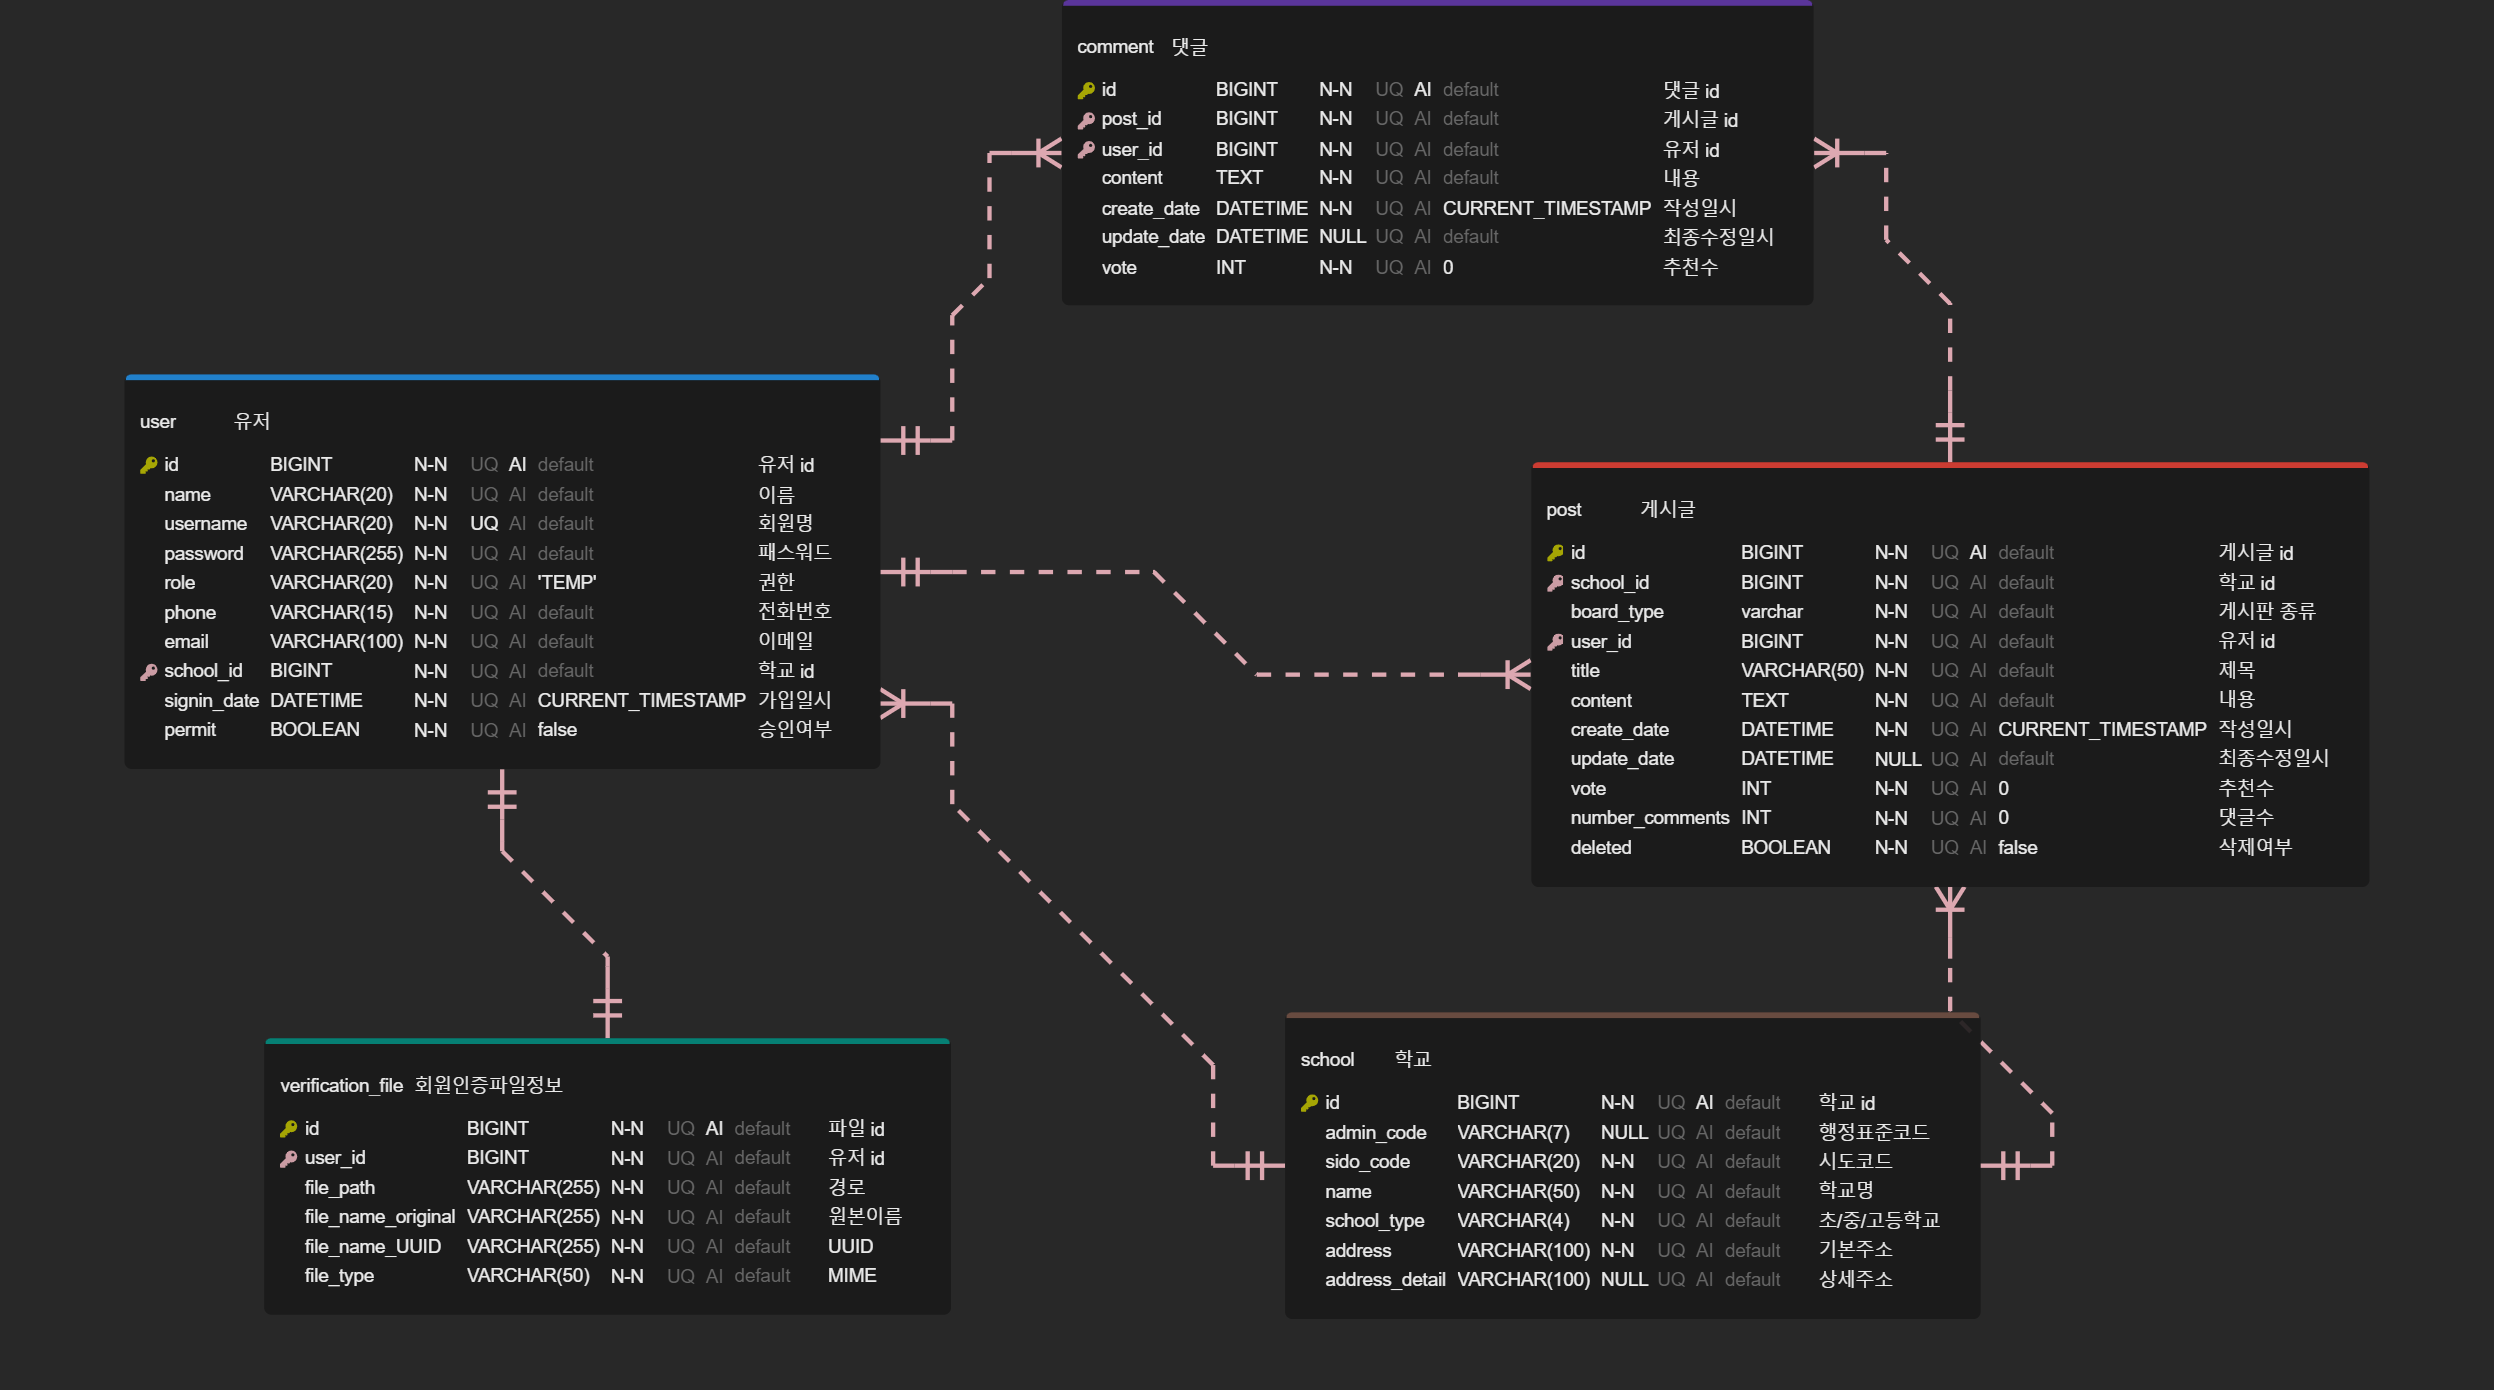 comment 댓글
id BIGINT N-N UQ AI default 댓글 id
post_id BIGINT N-N UQ AI default 게시글 id
user_id BIGINT N-N UQ AI default 유저 id
content TEXT N-N UQ AI default 내용
create_date DATETIME N-N UQ AI CURRENT_TIMESTAMP 작성일시
update_date DATETIME NULL UQ AI default 최종수정일시
vote INT N-N UQ AI 0 추천수
user 유저
id BIGINT N-N UQ AI default 유저 id
name VARCHAR(20) N-N UQ AI default 이름
username VARCHAR(20) N-N UQ AI default 회원명
password VARCHAR(255) N-N UQ AI default 패스워드
role VARCHAR(20) N-N UQ AI 'TEMP' 권한
phone VARCHAR(15) N-N UQ AI default 전화번호
email VARCHAR(100) N-N UQ AI default 이메일
school_id BIGINT N-N UQ AI default 학교 id
signin_date DATETIME N-N UQ AI CURRENT_TIMESTAMP 가입일시
permit BOOLEAN N-N UQ AI false 승인여부
post 게시글
id BIGINT N-N UQ AI default 게시글 id
school_id BIGINT N-N UQ AI default 학교 id
board_type varchar N-N UQ AI default 게시판 종류
user_id BIGINT N-N UQ AI default 유저 id
title VARCHAR(50) N-N UQ AI default 제목
content TEXT N-N UQ AI default 내용
create_date DATETIME N-N UQ AI CURRENT_TIMESTAMP 작성일시
update_date DATETIME NULL UQ AI default 최종수정일시
vote INT N-N UQ AI 0 추천수
number_comments INT N-N UQ AI 0 댓글수
deleted BOOLEAN N-N UQ AI false 삭제여부
verification_file 회원인증파일정보
id BIGINT N-N UQ AI default 파일 id
user_id BIGINT N-N UQ AI default 유저 id
file_path VARCHAR(255) N-N UQ AI default 경로
file_name_original VARCHAR(255) N-N UQ AI default 원본이름
file_name_UUID VARCHAR(255) N-N UQ AI default UUID
file_type VARCHAR(50) N-N UQ AI default MIME
school 학교
id BIGINT N-N UQ AI default 학교 id
admin_code VARCHAR(7) NULL UQ AI default 행정표준코드
sido_code VARCHAR(20) N-N UQ AI default 시도코드
name VARCHAR(50) N-N UQ AI default 학교명
school_type VARCHAR(4) N-N UQ AI default 초/중/고등학교
address VARCHAR(100) N-N UQ AI default 기본주소
address_detail VARCHAR(100) NULL UQ AI default 상세주소